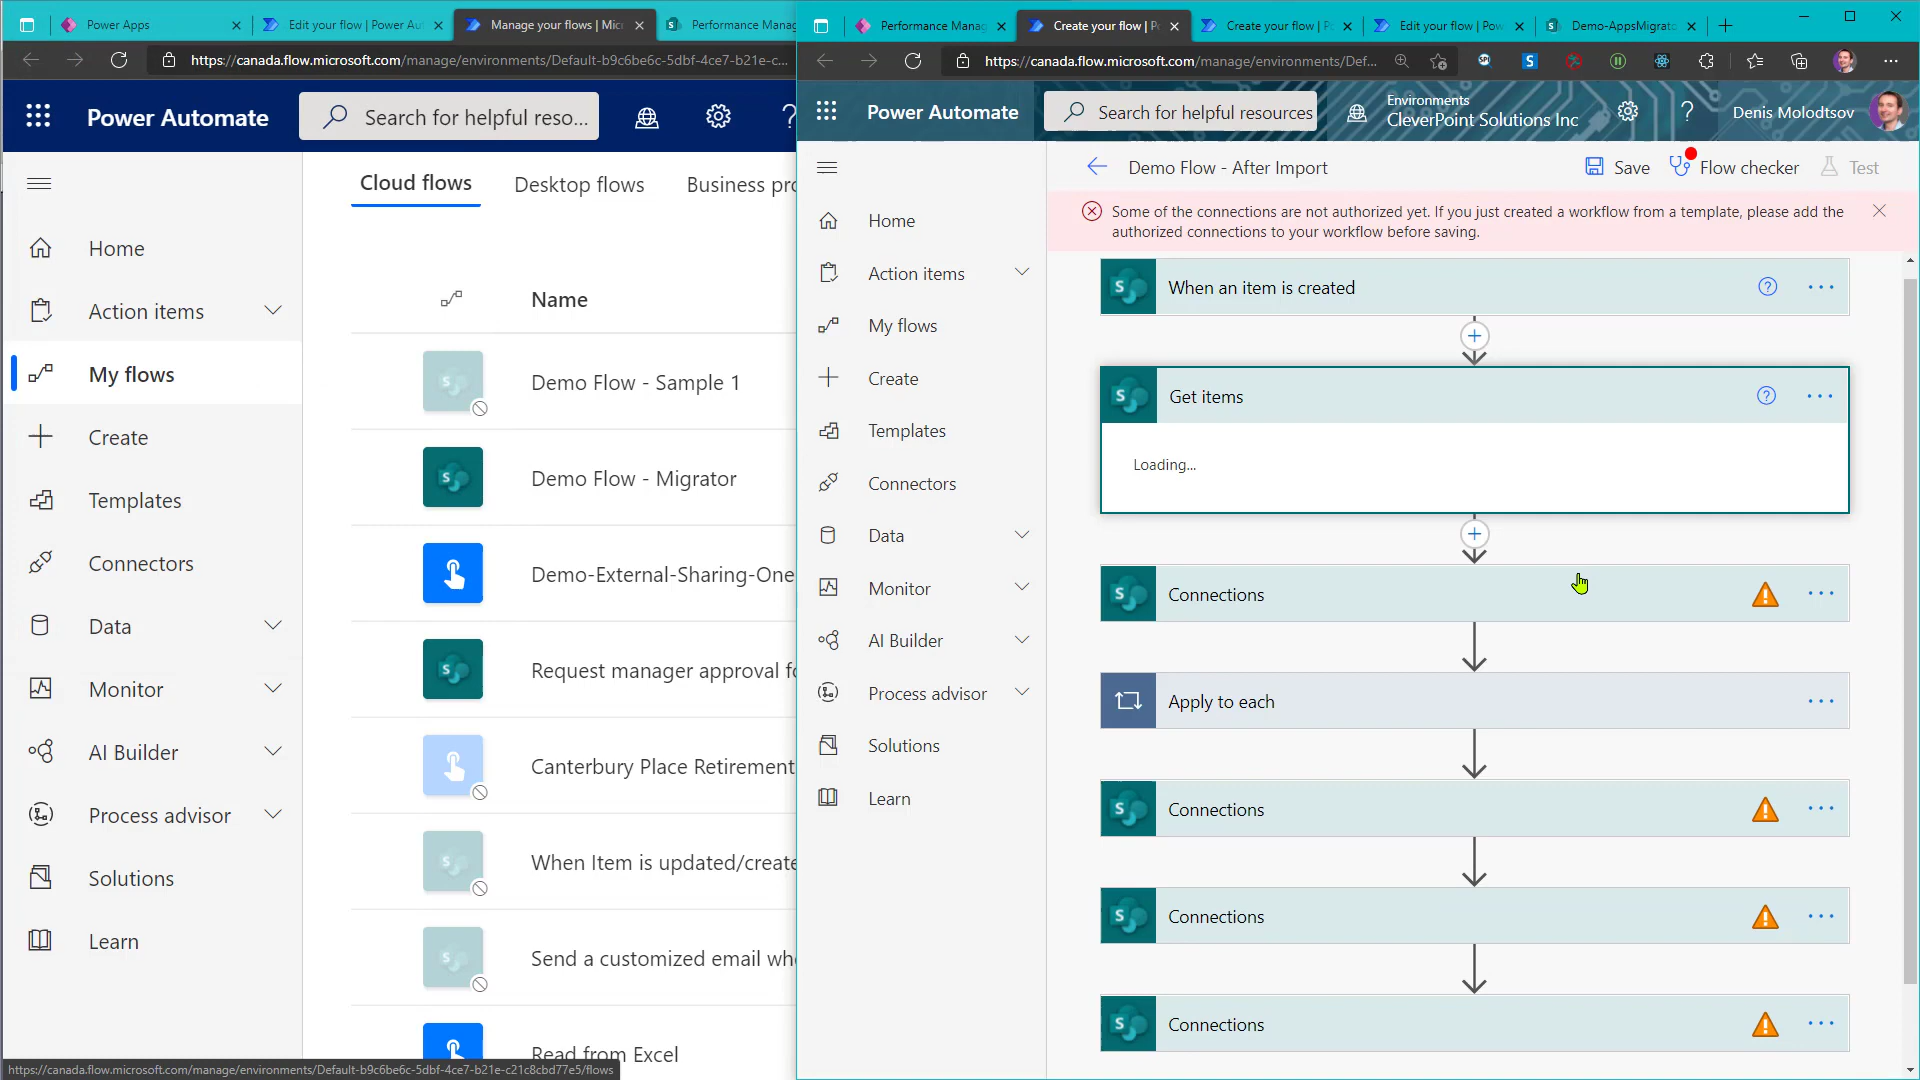 Power Apps
Edit your flow | Power Aut
Manage your flows | Mic
Performance Mana
https://canada.flow.microsoft.com/manage/environments/Default-b9c6be6c-5dbf-4ce7-b21e-c...
Power Automate
Search for helpful reso...
Home
Action items
My flows
Create
Templates
Connectors
Data
Monitor
AI Builder
Process advisor
Solutions
Learn
Cloud flows
Desktop flows
Business pro
Name
Demo Flow - Sample 1
Demo Flow - Migrator
Demo-External-Sharing-One
Request manager approval fo
Canterbury Place Retirement
When Item is updated/create
Send a customized email whe
Read from Excel
https://canada.flow.microsoft.com/manage/environments/Default-b9c6be6c-5dbf-4ce7-b21e-c21c8cbd77e5/flows
Performance Manag
Create your flow | P
Create your flow | Po
Edit your flow | Pow
Demo-AppsMigrato
https://canada.flow.microsoft.com/manage/environments/Def...
Power Automate
Search for helpful resources
Environments
CleverPoint Solutions Inc
Denis Molodtsov
Home
Action items
My flows
Create
Templates
Connectors
Data
Monitor
AI Builder
Process advisor
Solutions
Learn
Demo Flow - After Import
Save
Flow checker
Test
Some of the connections are not authorized yet. If you just created a workflow from a template, please add the
authorized connections to your workflow before saving.
When an item is created
Get items
Loading...
Connections
Apply to each
Connections
Connections
Connections